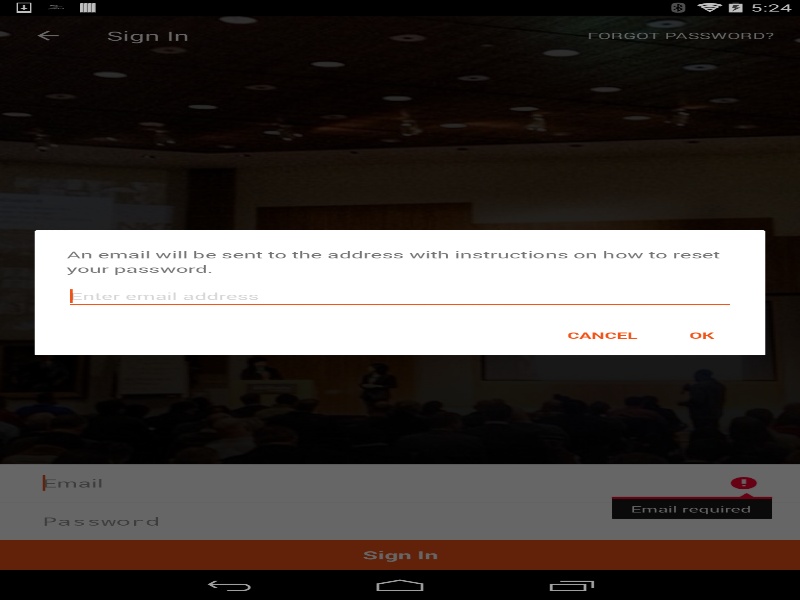 5:24
Sign In
FORGOT PASSWORD?
An email will be sent to the address with instructions on how to reset
your password.
Enter email address
CANCEL
OK
Email
Email required
Password
Sign In